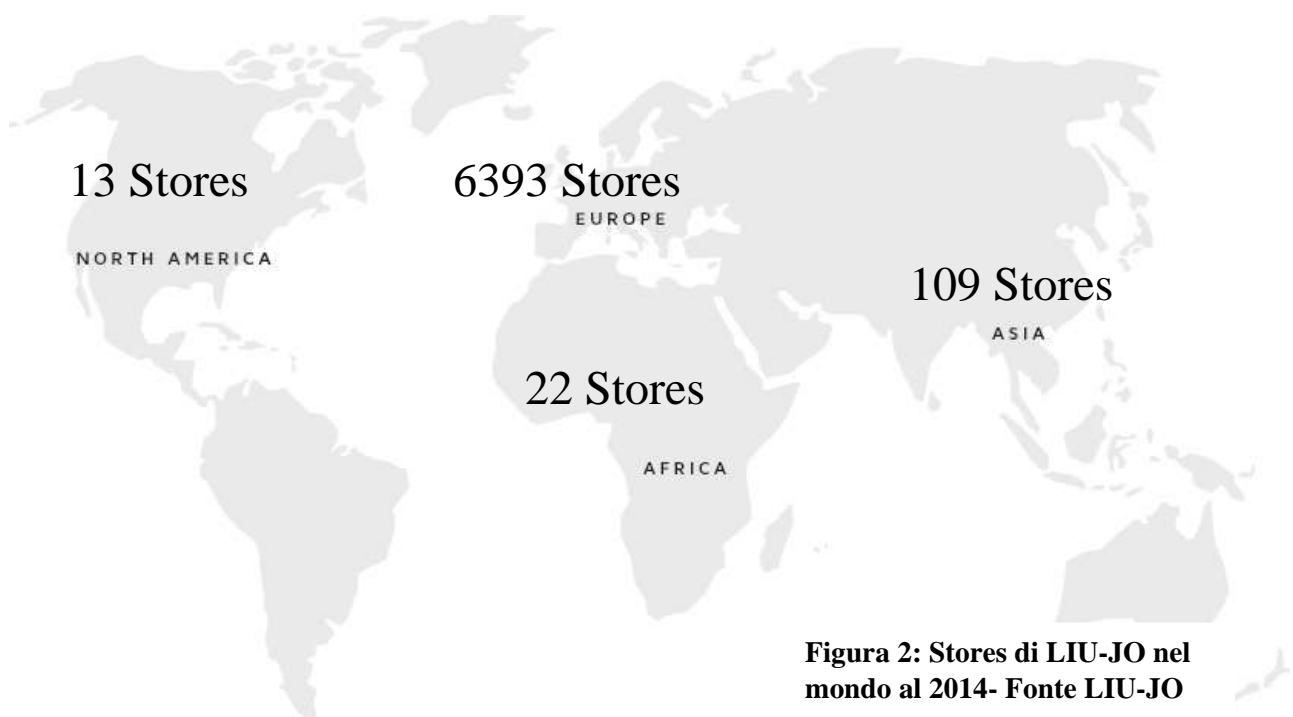 13 Stores
NORTH AMERICA
6393 Stores
EUROPE
109 Stores
ASIA
22 Stores
AFRICA
Figura 2: Stores di LIU-JO nel
mondo al 2014- Fonte LIU-JO